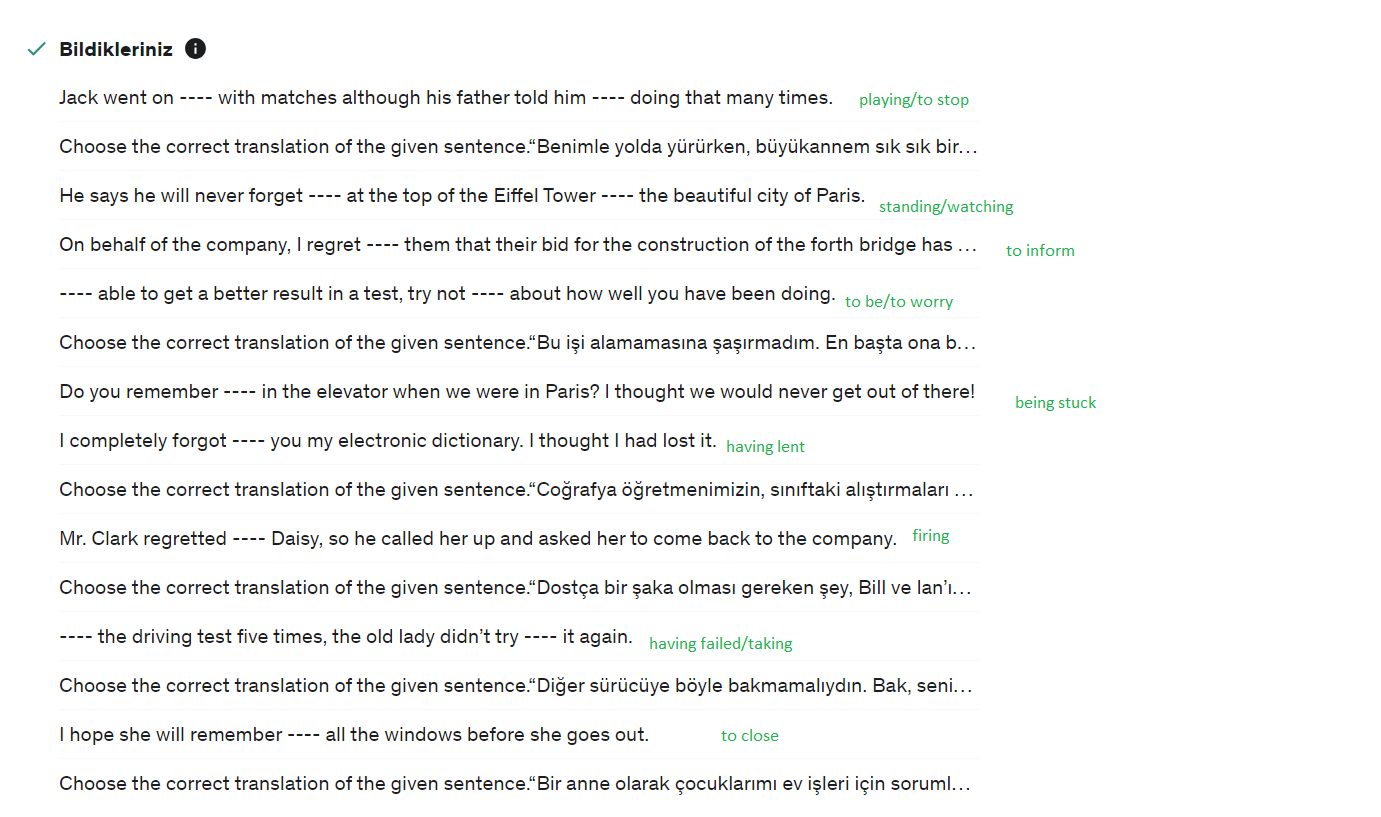 Bildikleriniz
Jack went on ---- with matches although his father told him ---- doing that many times. playing/to stop
Choose the correct translation of the given sentence.“Benimle yolda yürürken, büyükannem sık sık bir…
He says he will never forget ---- at the top of the Eiffel Tower ---- the beautiful city of Paris. standing/watching
On behalf of the company, I regret ---- them that their bid for the construction of the forth bridge has … to inform
---- able to get a better result in a test, try not ---- about how well you have been doing. to be/to worry
Choose the correct translation of the given sentence.“Bu işi alamamasına şaşırmadım. En başta ona b…
Do you remember ---- in the elevator when we were in Paris? I thought we would never get out of there! being stuck
I completely forgot ---- you my electronic dictionary. I thought I had lost it. having lent
Choose the correct translation of the given sentence.“Coğrafya öğretmenimizin, sınıftaki alıştırmaları …
Mr. Clark regretted ---- Daisy, so he called her up and asked her to come back to the company. firing
Choose the correct translation of the given sentence.“Dostça bir şaka olması gereken şey, Bill ve Ian’ı…
---- the driving test five times, the old lady didn’t try ---- it again. having failed/taking
Choose the correct translation of the given sentence.“Diğer sürücüye böyle bakmamalıydın. Bak, seni…
I hope she will remember ---- all the windows before she goes out. to close
Choose the correct translation of the given sentence.“Bir anne olarak çocuklarımı ev işleri için soruml…